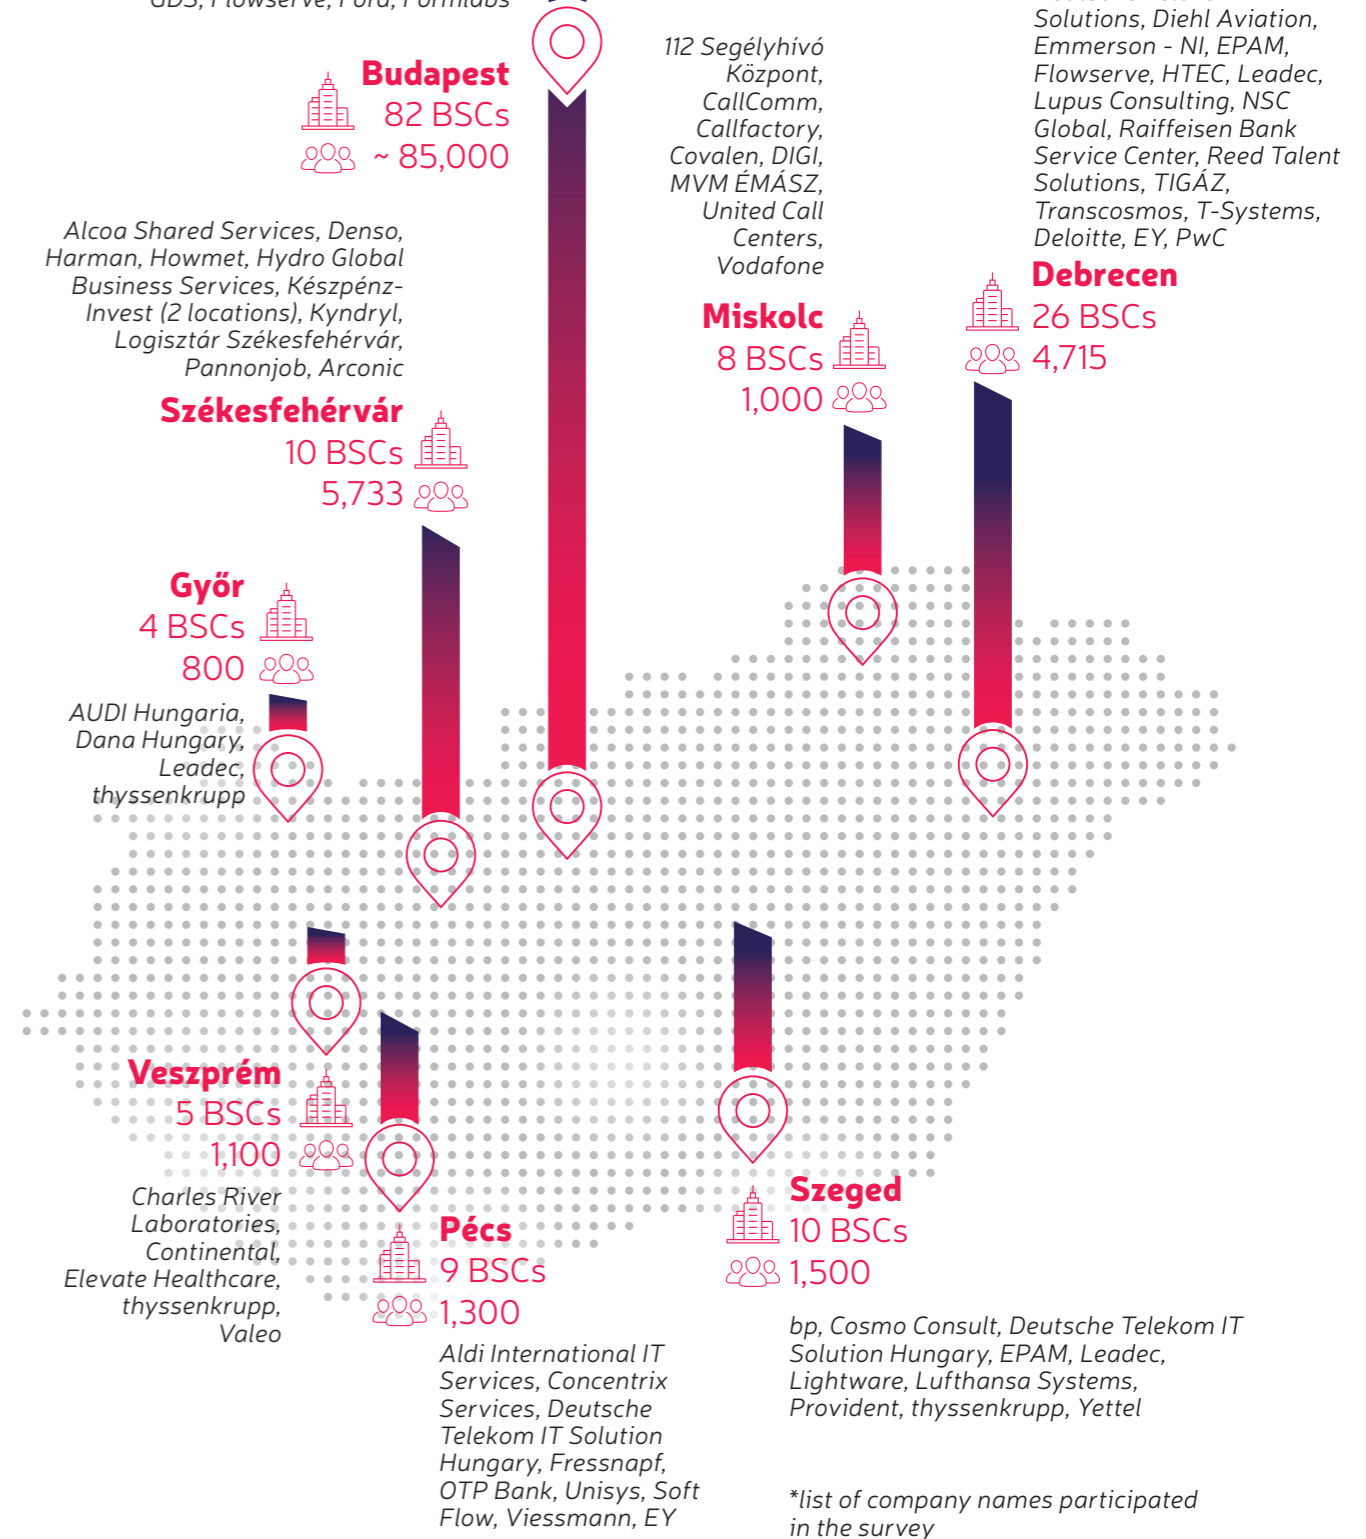 GDS, Flowserve, Ford, Formlabs
Budapest
82 BSCs
~ 85,000
112 Segélyhívó
Központ,
CallComm,
Callfactory,
Covalen, DIGI,
MVM ÉMÁSZ,
United Call
Centers,
Vodafone
Miskolc
8 BSCs
1,000
Solutions, Diehl Aviation,
Emmerson - NI, EPAM,
Flowserve, HTEC, Leadec,
Lupus Consulting, NSC
Global, Raiffeisen Bank
Service Center, Reed Talent
Solutions, TIGÁZ,
Transcosmos, T-Systems,
Deloitte, EY, PwC
Debrecen
26 BSCs
4,715
Alcoa Shared Services, Denso,
Harman, Howmet, Hydro Global
Business Services, Készpénz-
Invest (2 locations), Kyndryl,
Logisztár Székesfehérvár,
Pannonjob, Arconic
Székesfehérvár
10 BSCs
5,733
Győr
4 BSCs
800
AUDI Hungaria,
Dana Hungary,
Leadec,
thyssenkrupp
Veszprém
5 BSCs
1,100
Charles River
Laboratories,
Continental,
Elevate Healthcare,
thyssenkrupp,
Valeo
Pécs
9 BSCs
1,300
Aldi International IT
Services, Concentrix
Services, Deutsche
Telekom IT Solution
Hungary, Fressnapf,
OTP Bank, Unisys, Soft
Flow, Viessmann, EY
Szeged
10 BSCs
1,500
bp, Cosmo Consult, Deutsche Telekom IT
Solution Hungary, EPAM, Leadec,
Lightware, Lufthansa Systems,
Provident, thyssenkrupp, Yettel
*list of company names participated
in the survey